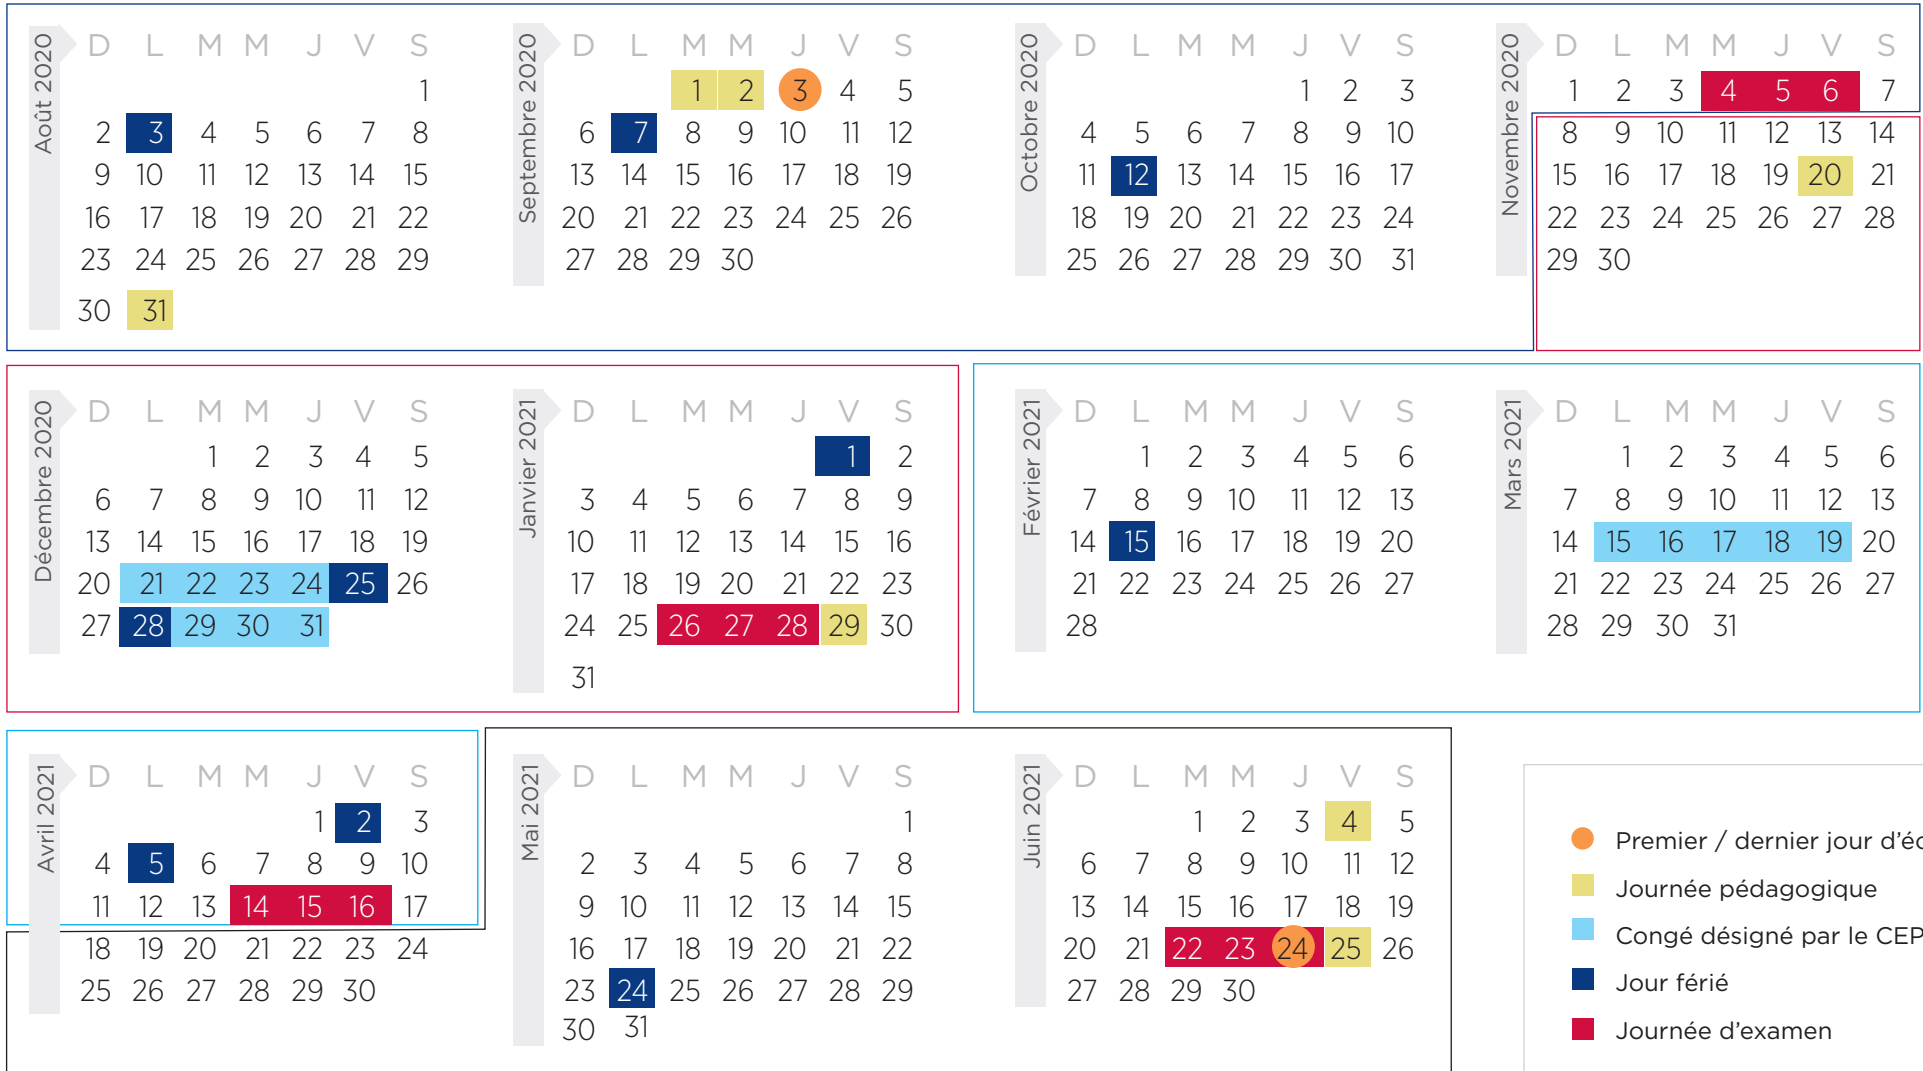 Août 2020
D L M M J V S
1
2 3 4 5 6 7 8
9 10 11 12 13 14 15
16 17 18 19 20 21 22
23 24 25 26 27 28 29
30 31
Septembre 2020
D L M M J V S
1 2 3 4 5
6 7 8 9 10 11 12
13 14 15 16 17 18 19
20 21 22 23 24 25 26
27 28 29 30
Octobre 2020
D L M M J V S
1 2 3
4 5 6 7 8 9 10
11 12 13 14 15 16 17
18 19 20 21 22 23 24
25 26 27 28 29 30 31
Novembre 2020
D L M M J V S
1 2 3 4 5 6 7
8 9 10 11 12 13 14
15 16 17 18 19 20 21
22 23 24 25 26 27 28
29 30
Décembre 2020
D L M M J V S
1 2 3 4 5
6 7 8 9 10 11 12
13 14 15 16 17 18 19
20 21 22 23 24 25 26
27 28 29 30 31
Janvier 2021
D L M M J V S
1 2
3 4 5 6 7 8 9
10 11 12 13 14 15 16
17 18 19 20 21 22 23
24 25 26 27 28 29 30
31
Février 2021
D L M M J V S
1 2 3 4 5 6
7 8 9 10 11 12 13
14 15 16 17 18 19 20
21 22 23 24 25 26 27
28
Mars 2021
D L M M J V S
1 2 3 4 5 6
7 8 9 10 11 12 13
14 15 16 17 18 19 20
21 22 23 24 25 26 27
28 29 30 31
Avril 2021
D L M M J V S
1 2 3
4 5 6 7 8 9 10
11 12 13 14 15 16 17
18 19 20 21 22 23 24
25 26 27 28 29 30
Mai 2021
D L M M J V S
1
2 3 4 5 6 7 8
9 10 11 12 13 14 15
16 17 18 19 20 21 22
23 24 25 26 27 28 29
30 31
Juin 2021
D L M M J V S
1 2 3 4 5
6 7 8 9 10 11 12
13 14 15 16 17 18 19
20 21 22 23 24 25 26
27 28 29 30
Premier / dernier jour
Journée pédagogique
Congé désigné par le CEP
Jour férié
Journée d'examen